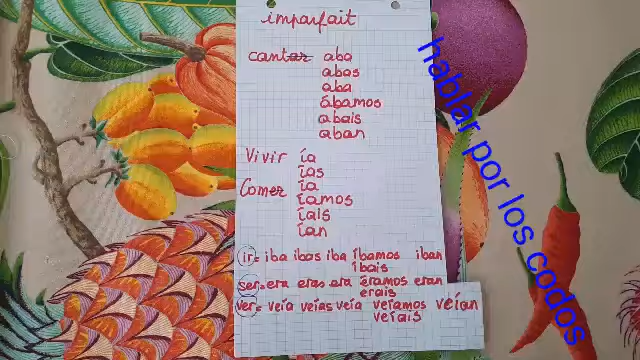 imparfait
cantar aba
abas
aba
ábamos
abais
aban
Vivir ía
ías
Comer ía
íamos
íais
ían
ir= iba ibas iba íbamos iban
ibais
ser= era eras era éramos eran
erais
ver= veía veías veía veíamos veían
veíais
hablar por los codos